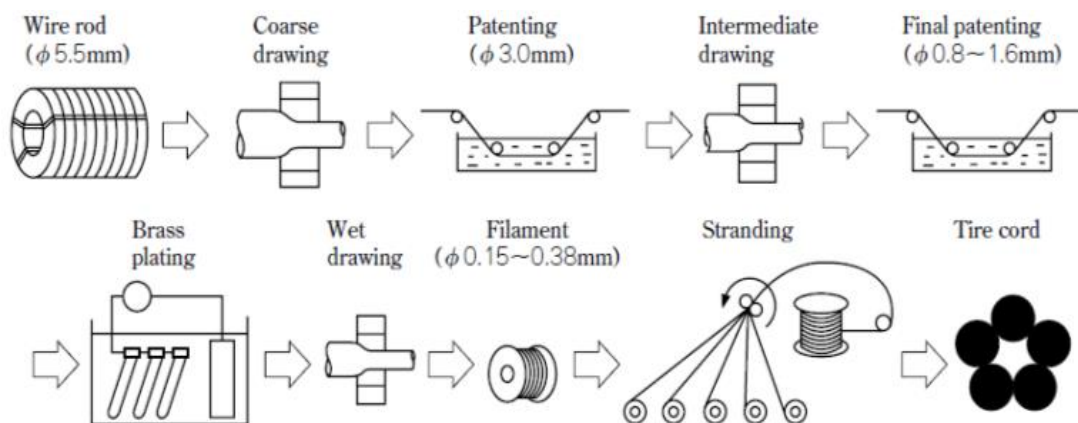 Wire rod
(φ5.5mm)
Coarse
drawing
Patenting
(φ3.0mm)
Intermediate
drawing
Final patenting
(φ0.8~1.6mm)
Brass
plating
Wet
drawing
Filament
(φ0.15~0.38mm)
Stranding
Tire cord